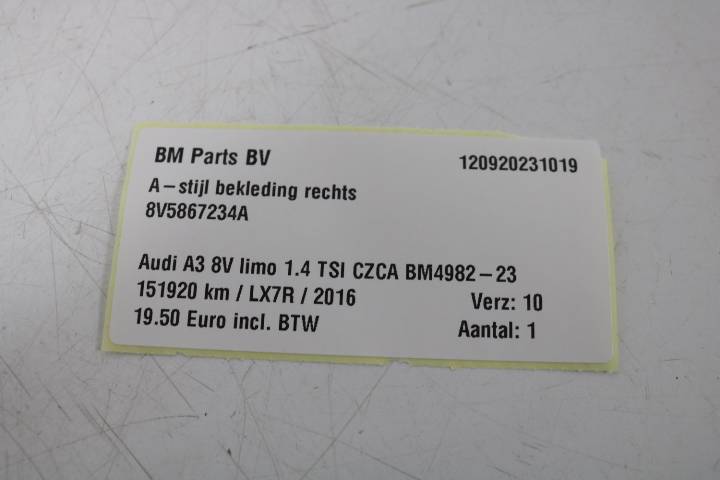 BM Parts BV 120920231019
A-stijl bekleding rechts
8V5867234A
Audi A3 8V limo 1.4 TSI CZCA BM4982-23
151920 km / LX7R / 2016 Verz: 10
19.50 Euro incl. BTW Aantal: 1